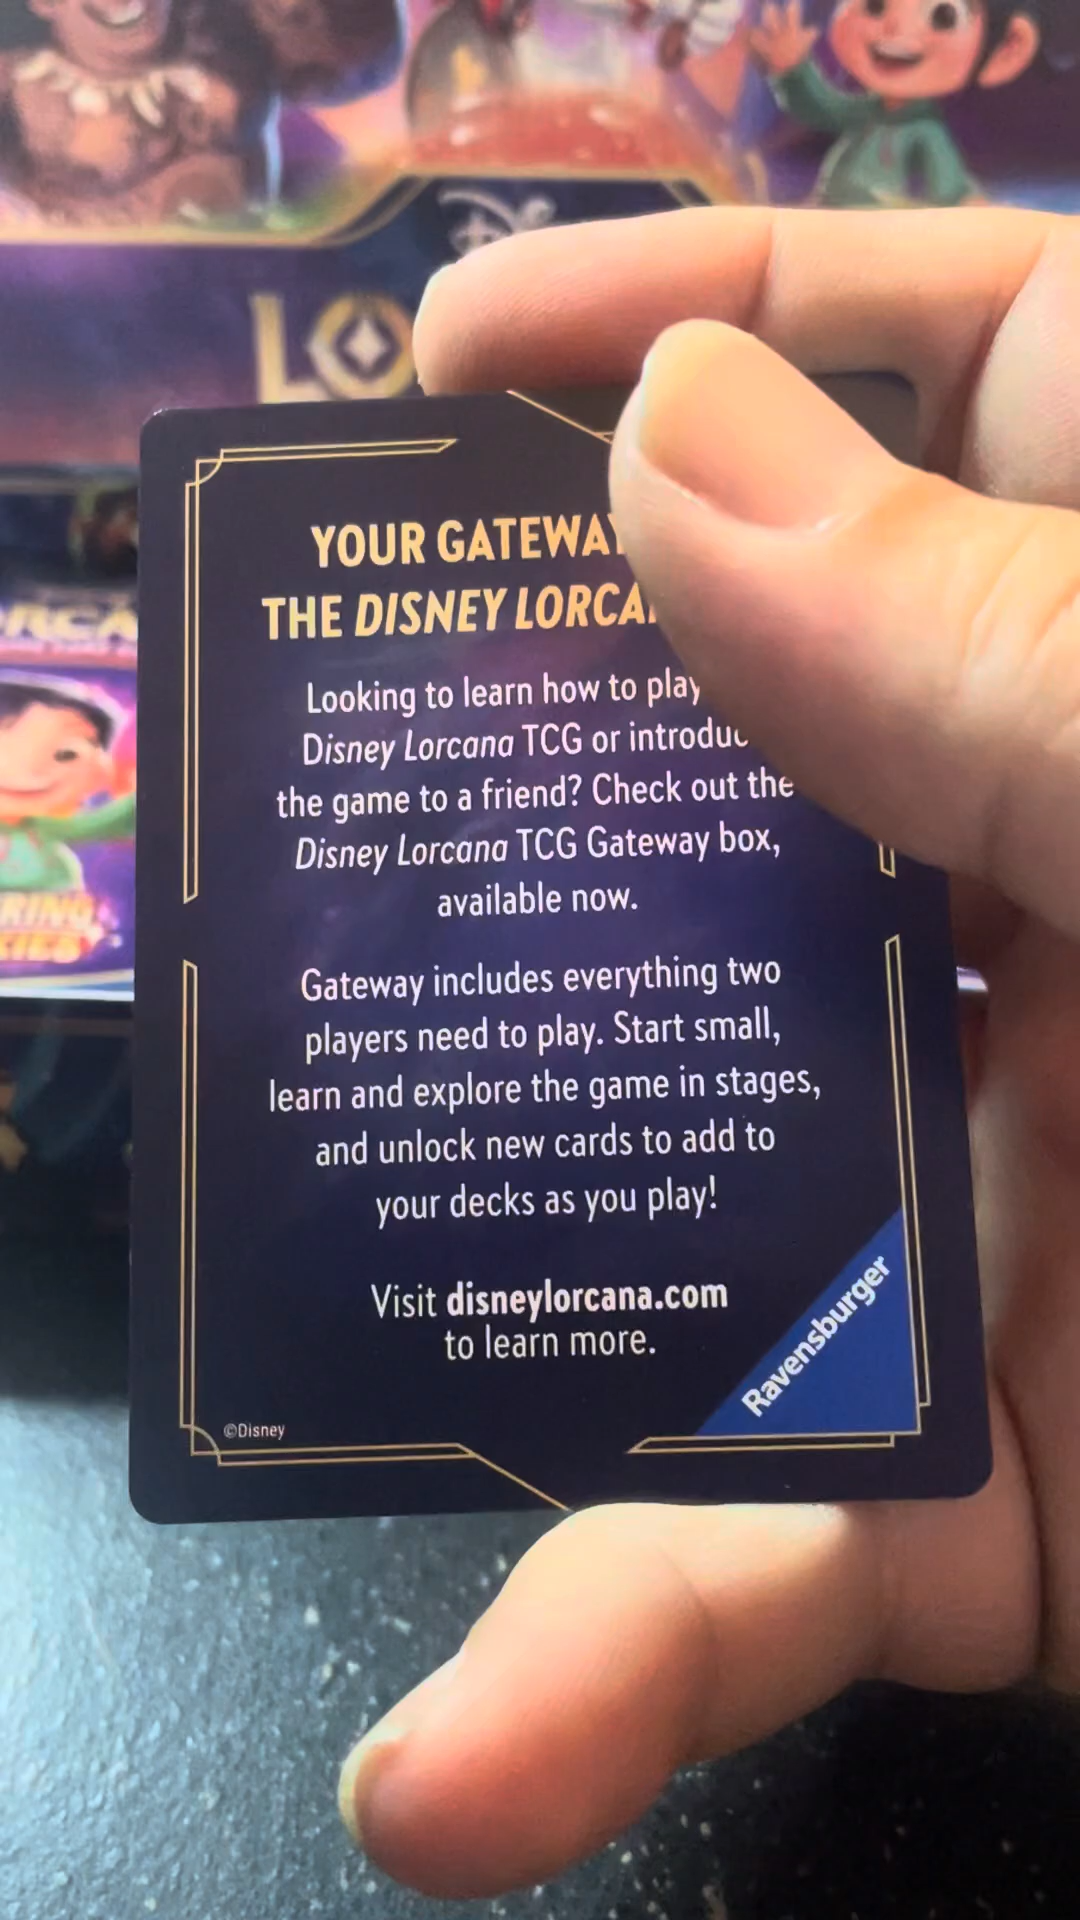 LO
YOUR GATEWAY
THE DISNEY LORCA
Looking to learn how to play
Disney Lorcana TCG or introduc
the game to a friend? Check out the
Disney Lorcana TCG Gateway box,
available now.
Gateway includes everything two
players need to play. Start small,
learn and explore the game in stages,
and unlock new cards to add to
your decks as you play!
Visit disneylorcana.com
to learn more.
Ravensburger
©Disney